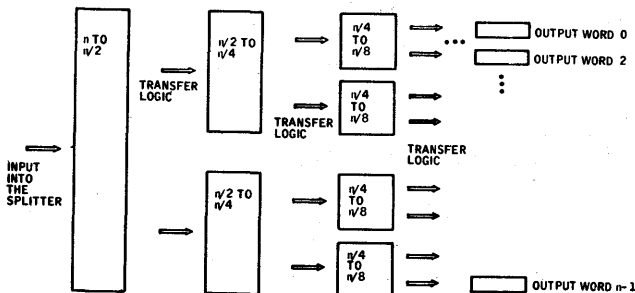 n TO
n/2
INPUT
INTO
THE
SPLITTER
TRANSFER
LOGIC
n/2 TO
n/4
n/2 TO
n/4
TRANSFER
LOGIC
n/4
TO
n/8
n/4
TO
n/8
n/4
TO
n/8
n/4
TO
n/8
TRANSFER
LOGIC
OUTPUT WORD 0
OUTPUT WORD 2
OUTPUT WORD n-1